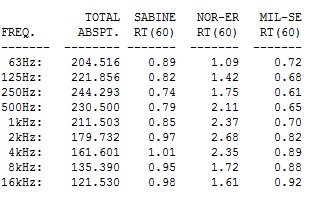 TOTAL SABINE NOR-ER MIL-SE
FREQ. ABSPT. RT(60) RT(60) RT(60)
------- -------- ------- ------- -------
63Hz: 204.516 0.89 1.09 0.72
125Hz: 221.856 0.82 1.42 0.68
250Hz: 244.293 0.74 1.75 0.61
500Hz: 230.500 0.79 2.11 0.65
1kHz: 211.503 0.85 2.37 0.70
2kHz: 179.732 0.97 2.68 0.82
4kHz: 161.601 1.01 2.35 0.89
8kHz: 135.390 0.95 1.72 0.88
16kHz: 121.530 0.98 1.61 0.92